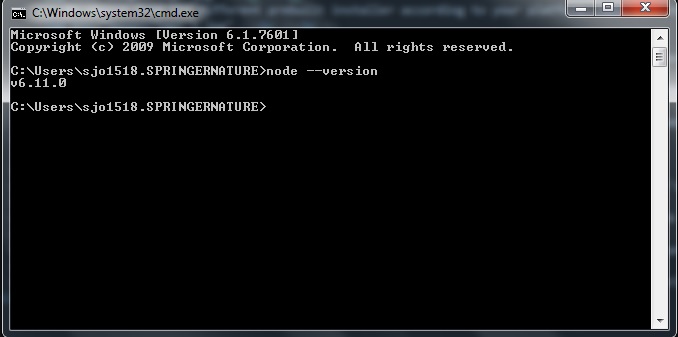 C:\Windows\system32\cmd.exe
Microsoft Windows [Version 6.1.7601]
Copyright (c) 2009 Microsoft Corporation.  All rights reserved.
C:\Users\sjo1518.SPRINGERNATURE>node --version
v6.11.0
C:\Users\sjo1518.SPRINGERNATURE>